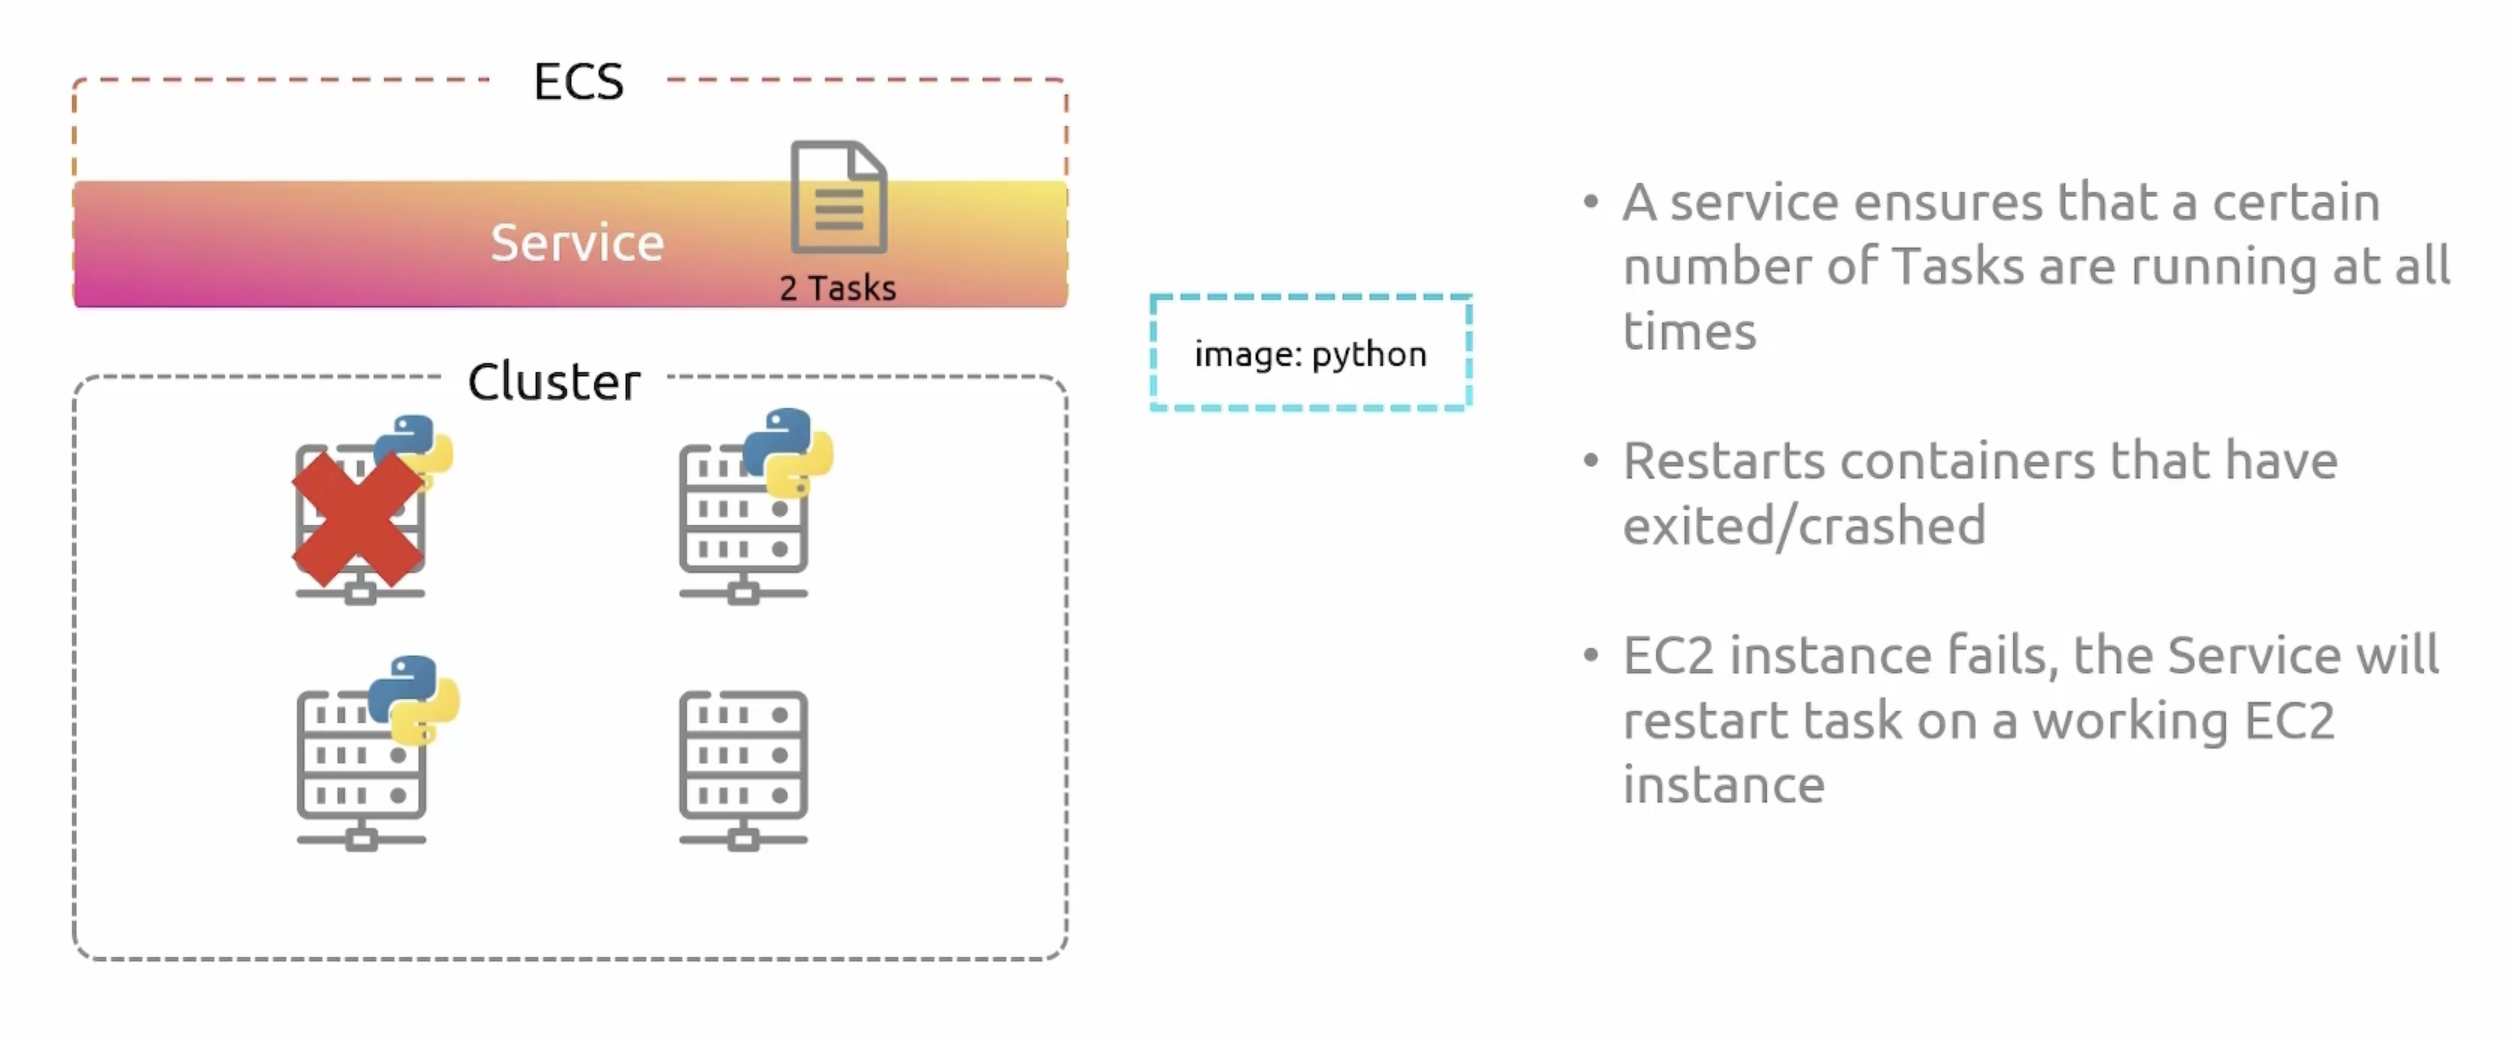 ECS
Service
2 Tasks
Cluster
image: python
• A service ensures that a certain
number of Tasks are running at all
times
• Restarts containers that have
exited/crashed
• EC2 instance fails, the Service will
restart task on a working EC2
instance